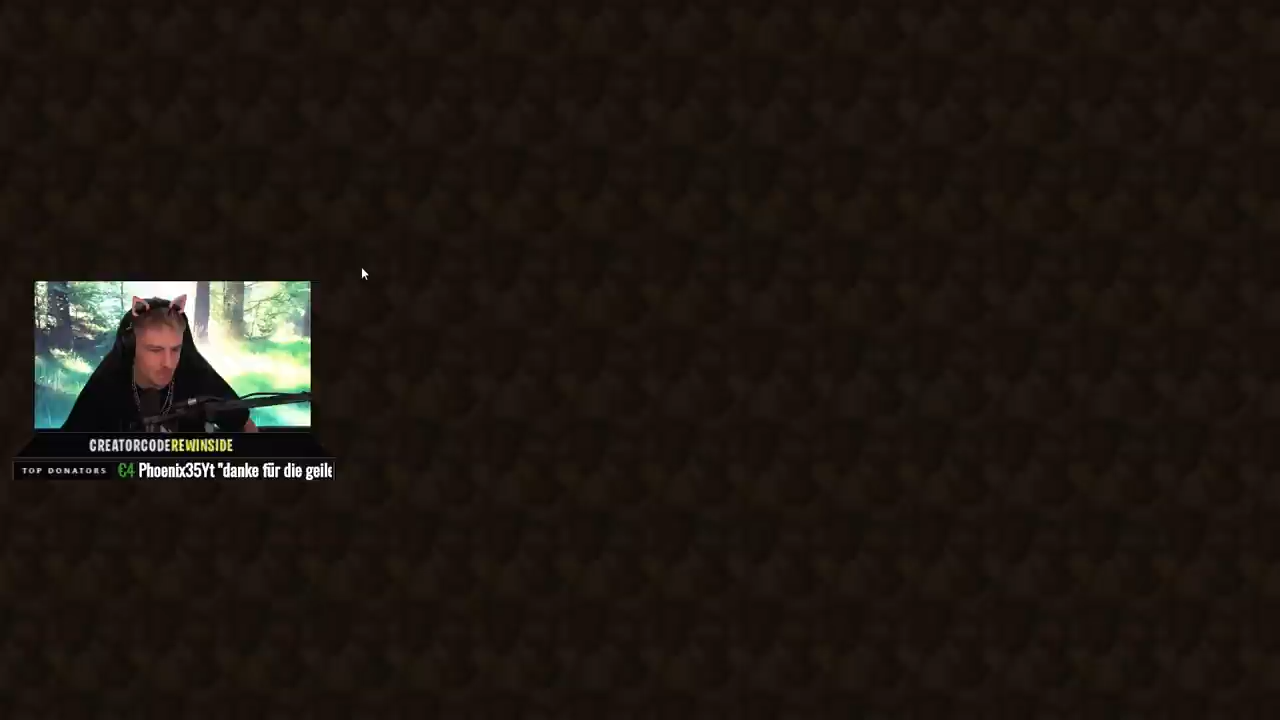 CREATORCODEREWINSIDE
TOP DONATORS €4 Phoenix35Yt "danke für die geile